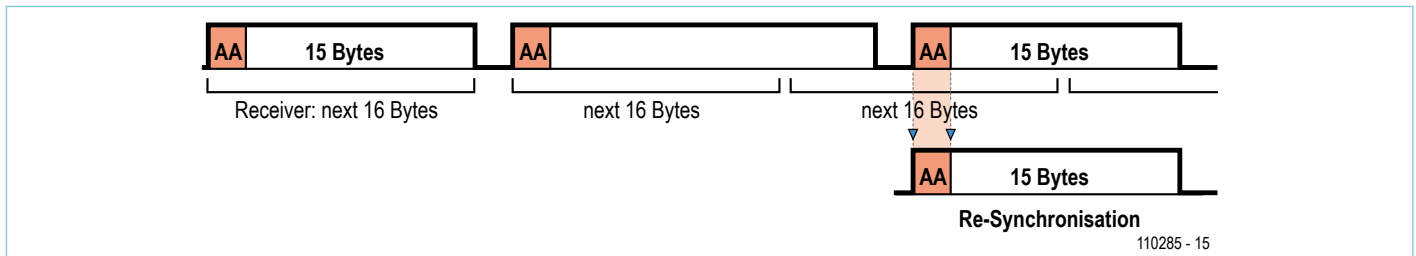 AA 15 Bytes AA AA 15 Bytes
Receiver: next 16 Bytes next 16 Bytes next 16 Bytes
AA 15 Bytes
Re-Synchronisation
110285 - 15